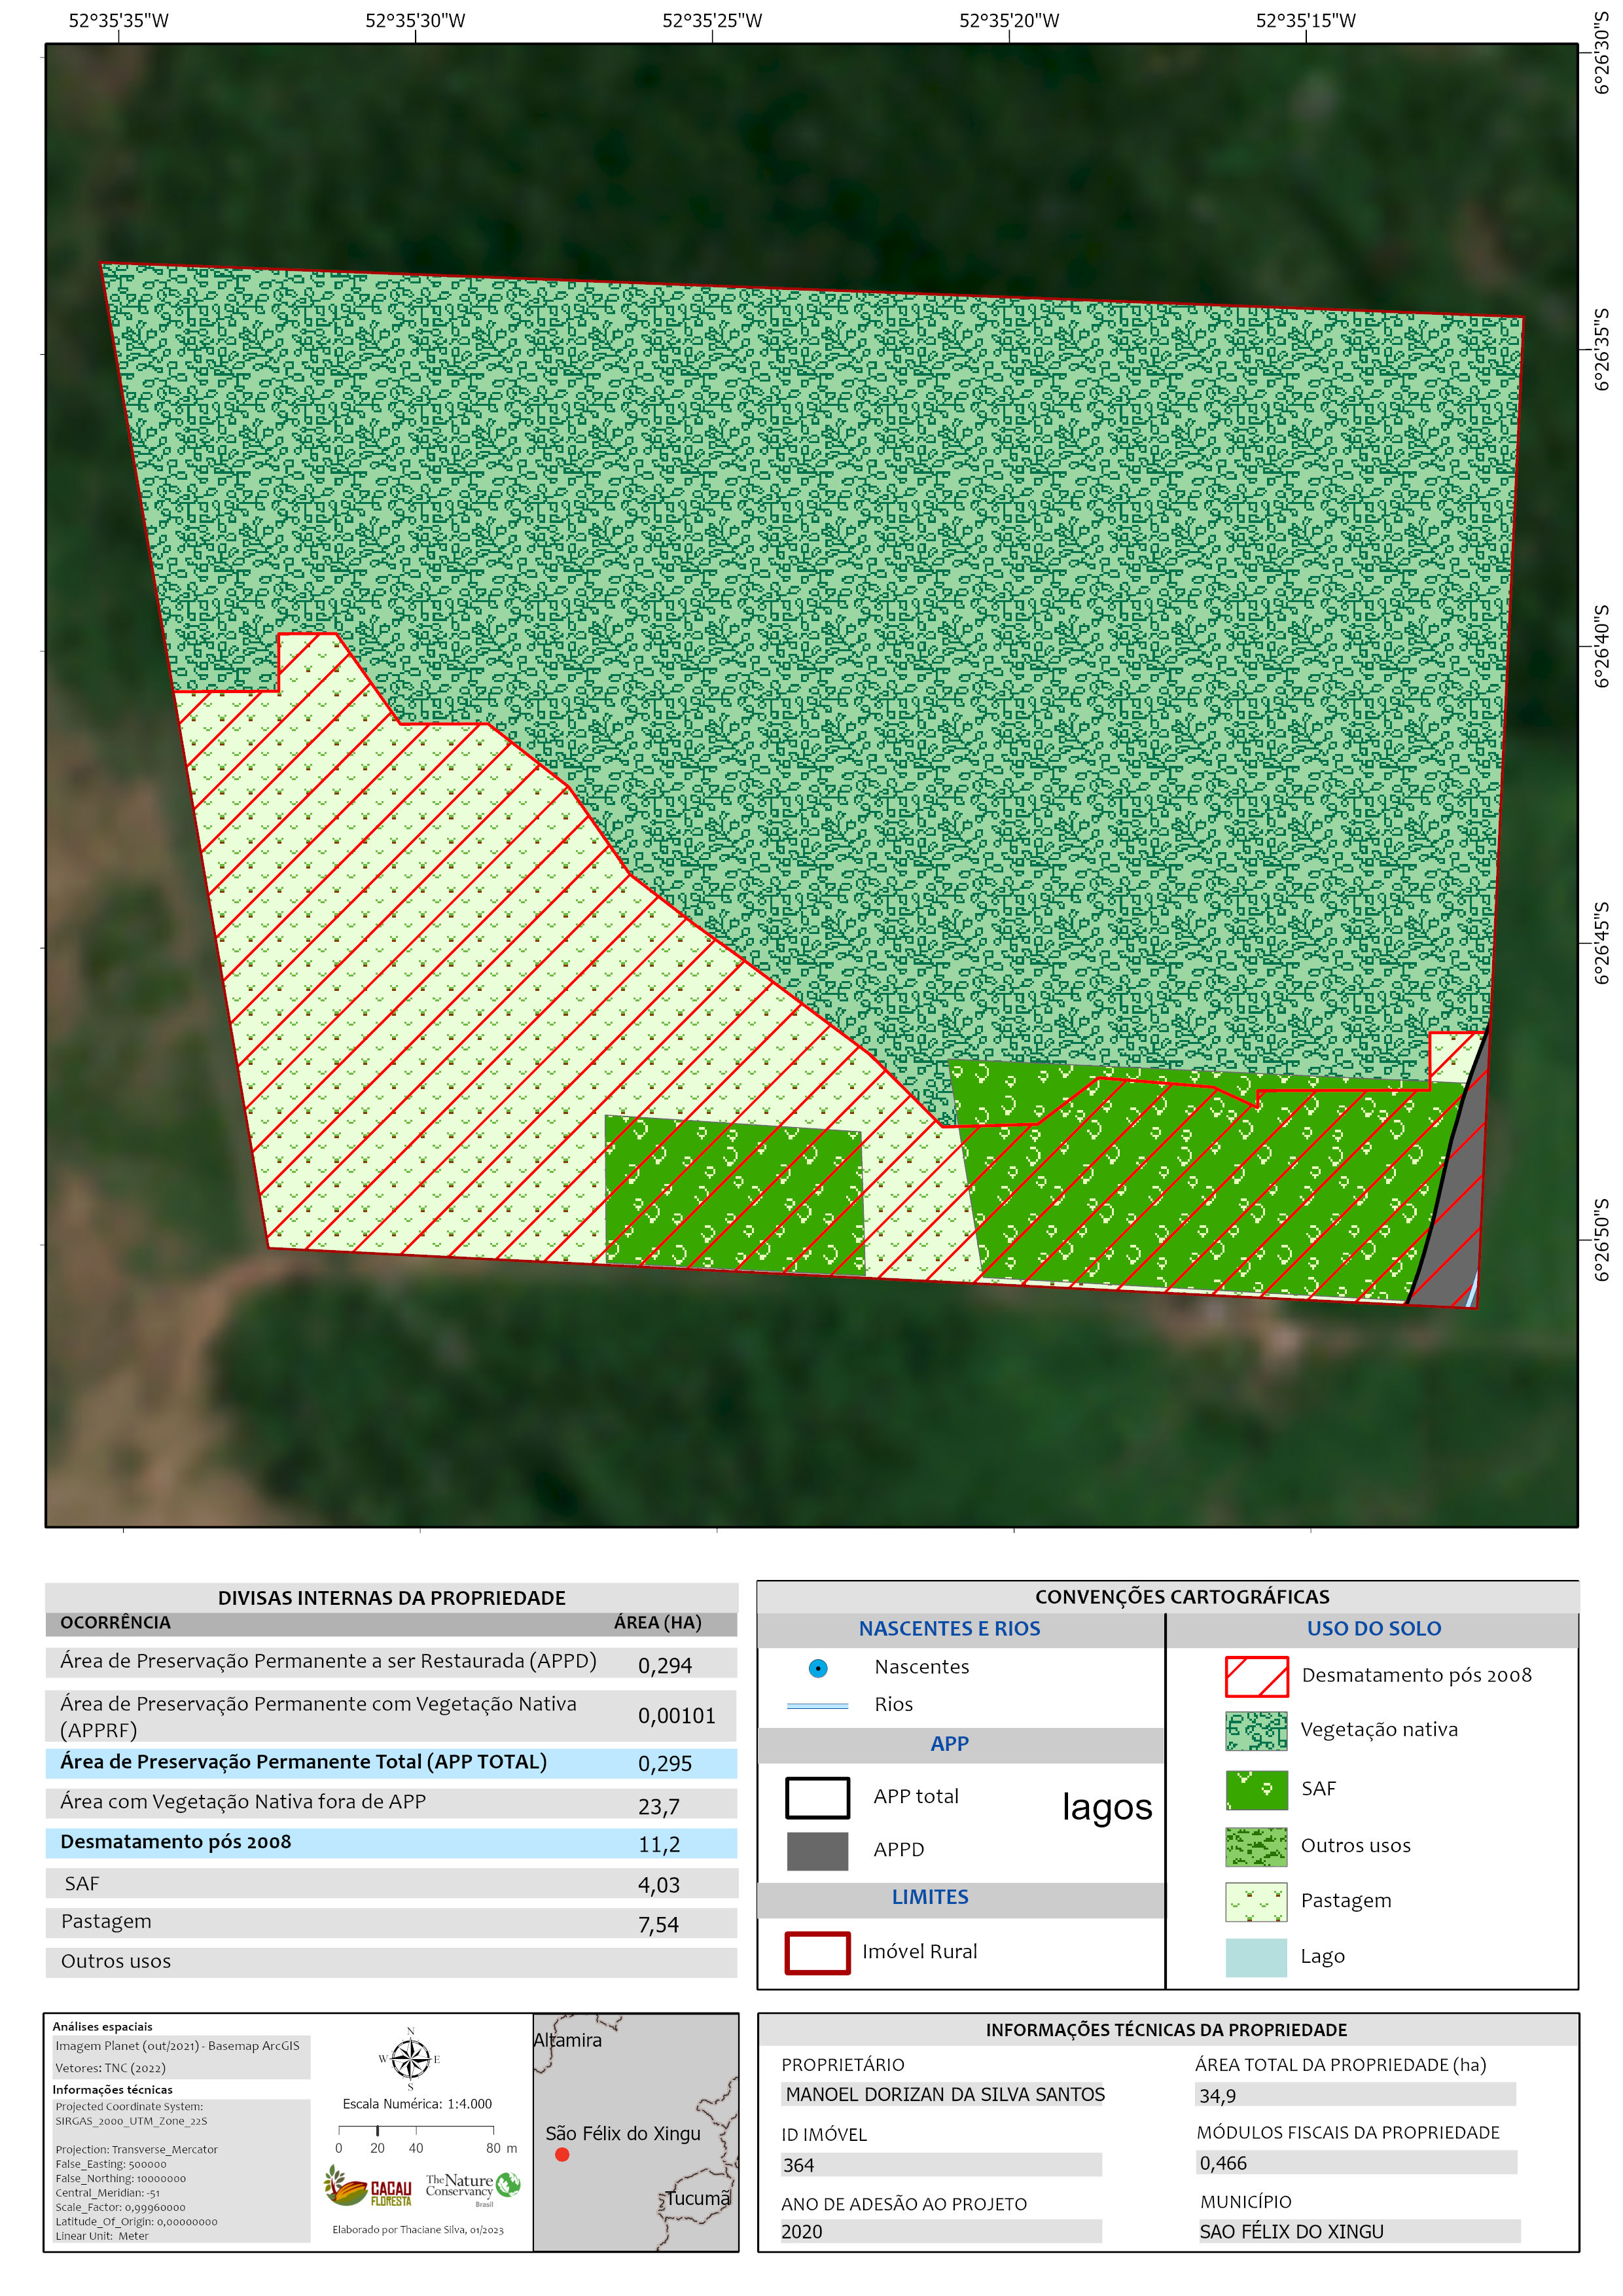 52°35'35"W 52°35'30"W 52°35'25"W 52°35'20"W 52°35'15"W
6°26'30"S
6°26'35"S
6°26'40"S
6°26'45"S
6°26'50"S
DIVISAS INTERNAS DA PROPRIEDADE
OCORRÊNCIA ÁREA (HA)
Área de Preservação Permanente a ser Restaurada (APPD) 0,294
Área de Preservação Permanente com Vegetação Nativa
(APPRF) 0,00101
Área de Preservação Permanente Total (APP TOTAL) 0,295
Área com Vegetação Nativa fora de APP 23,7
Desmatamento pós 2008 11,2
SAF 4,03
Pastagem 7,54
Outros usos
CONVENÇÕES CARTOGRÁFICAS
NASCENTES E RIOS
Nascentes
Rios
APP
APP total
lagos
APPD
LIMITES
Imóvel Rural
USO DO SOLO
Desmatamento pós 2008
Vegetação nativa
SAF
Outros usos
Pastagem
Lago
Análises espaciais
Imagem Planet (out/2021) - Basemap ArcGIS
Vetores: TNC (2022)
Informações técnicas
Projected Coordinate System:
SIRGAS_2000_UTM_Zone_22S
Projection: Transverse_Mercator
False_Easting: 500000
False_Northing: 10000000
Central_Meridian: -51
Scale_Factor: 0,99960000
Latitude_Of_Origin: 0,00000000
Linear Unit: Meter
N
W E
S
Escala Numérica: 1:4.000
0 20 40 80 m
CACAU
FLORESTA
The Nature
Conservancy
Brasil
Elaborado por Thaciane Silva, 01/2023
Altamira
São Félix do Xingu
Tucumã
INFORMAÇÕES TÉCNICAS DA PROPRIEDADE
PROPRIETÁRIO
MANOEL DORIZAN DA SILVA SANTOS
ID IMÓVEL
364
ANO DE ADESÃO AO PROJETO
2020
ÁREA TOTAL DA PROPRIEDADE (ha)
34,9
MÓDULOS FISCAIS DA PROPRIEDADE
0,466
MUNICÍPIO
SAO FÉLIX DO XINGU